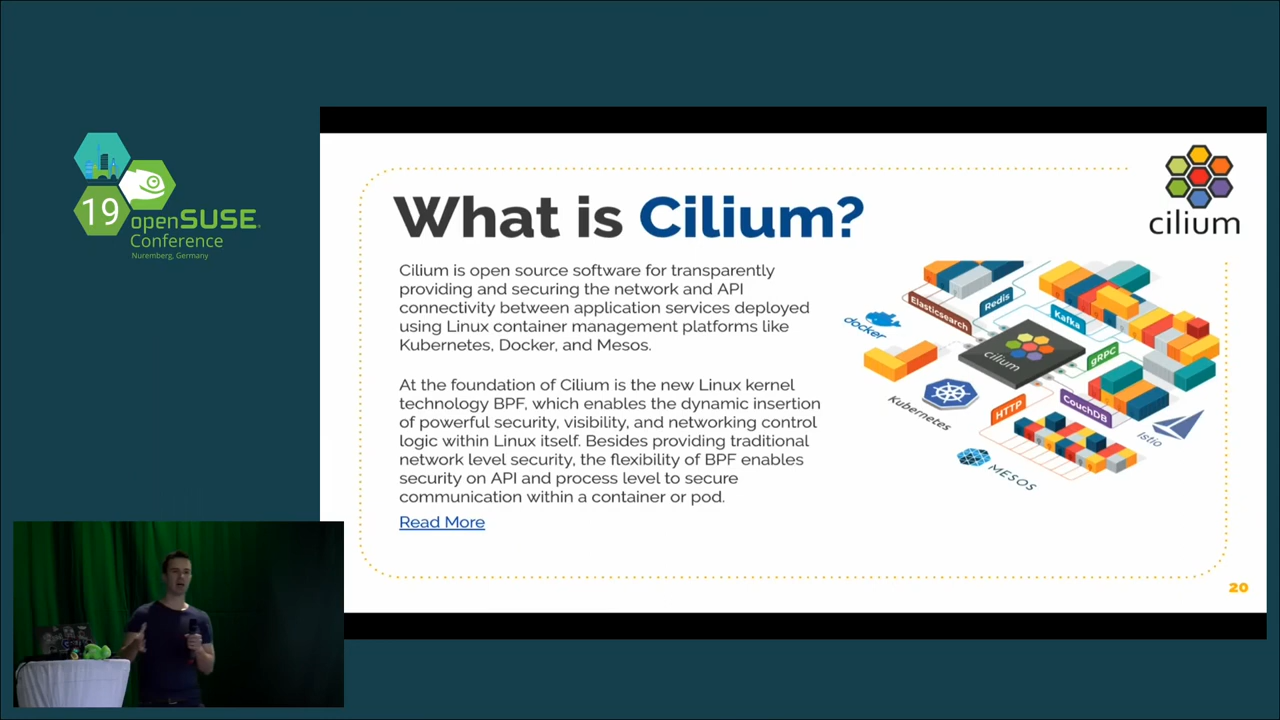 19
openSUSE
Conference
Nuremberg, Germany
What is Cilium?
cilium
Cilium is open source software for transparently
providing and securing the network and API
connectivity between application services deployed
using Linux container management platforms like
Kubernetes, Docker, and Mesos.
At the foundation of Cilium is the new Linux kernel
technology BPF, which enables the dynamic insertion
of powerful security, visibility, and networking control
logic within Linux itself. Besides providing traditional
network level security, the flexibility of BPF enables
security on API and process level to secure
communication within a container or pod.
Read More
Elasticsearch
Redis
Kafka
docker
cilium
gRPC
Kubernetes
HTTP
CouchDB
Istio
MESOS
20